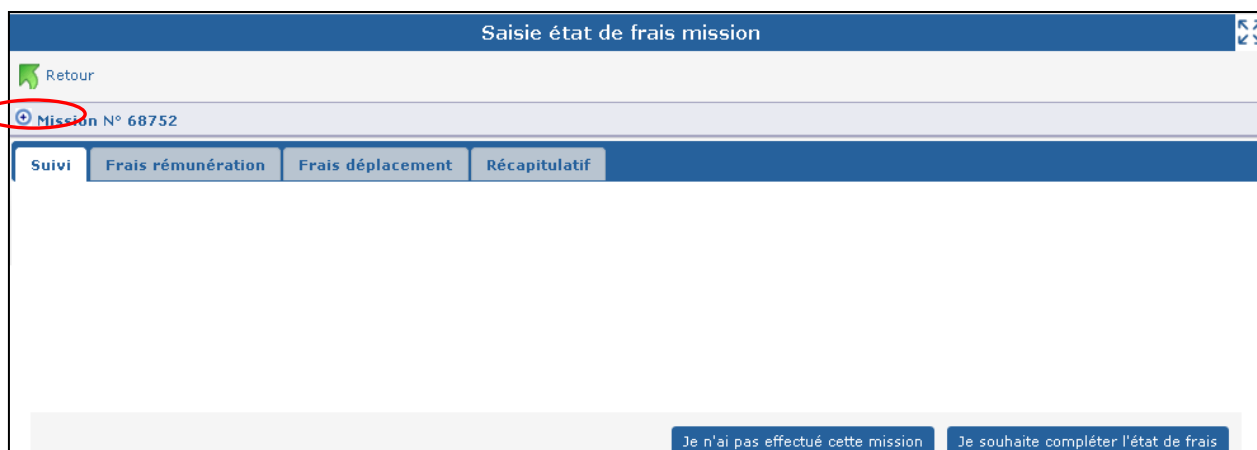 Saisie état de frais mission
Retour
Mission N° 68752
Suivi Frais rémunération Frais déplacement Récapitulatif
Je n'ai pas effectué cette mission Je souhaite compléter l'état de frais